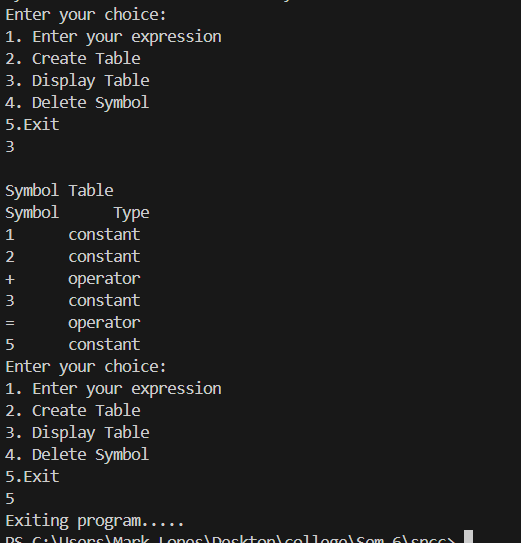 Enter your choice:
1. Enter your expression
2. Create Table
3. Display Table
4. Delete Symbol
5.Exit
3
Symbol Table
Symbol Type
1 constant
2 constant
+ operator
3 constant
= operator
5 constant
Enter your choice:
1. Enter your expression
2. Create Table
3. Display Table
4. Delete Symbol
5.Exit
5
Exiting program.....
PS C:\Users\Mark Lopes\Desktop\college\Sem 6\spcc>